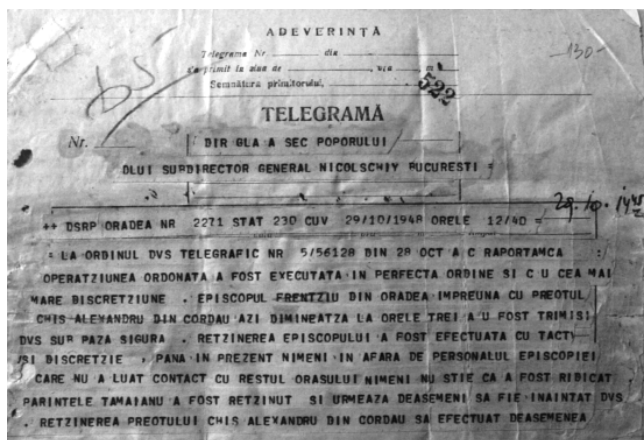 ADEVERINȚĂ
-130-
Telegrama Nr. din
s'a primit la ziua de , ora m
Semnătura primitorului,
522
TELEGRAMĂ
Nr.
DIR GLA A SEC POPORULUI
DLUI SUBDIRECTOR GENERAL NICOLSCHIY BUCURESTI =
29.10. 14 45
++ DSRP ORADEA NR 2271 STAT 230 CUV 29/10/1948 ORELE 12/40 =
= LA ORDINUL DVS TELEGRAFIC NR 5/56128 DIN 28 OCT A C RAPORTAMCA :
OPERATZIUNEA ORDONATA A FOST EXECUTATA IN PERFECTA ORDINE SI C U CEA MAI
MARE DISCRETZIUNE . EPISCOPUL FRENTZIU DIN ORADEA IMPREUNA CU PREOTUL
CHIS ALEXANDRU DIN CORDAU AZI DIMINEATZA LA ORELE TREI A U FOST TRIMISI
DVS SUB PAZA SIGURA . RETZINEREA EPISCOPULUI A FOST EFECTUATA CU TACT
SI DISCRETZIE , PANA IN PREZENT NIMENI IN AFARA DE PERSONALUL EPISCOPIEI
CARE NU A LUAT CONTACT CU RESTUL ORASULUI NIMENI NU STIE CA A FOST RIDICAT
PARINTELE TAMAIANU A FOST RETZINUT SI URMEAZA DEASEMENI SA FIE INAINTAT DVS
. RETZINEREA PREOTULUI CHIS ALEXANDRU DIN CORDAU SA EFECTUAT DEASEMENEA